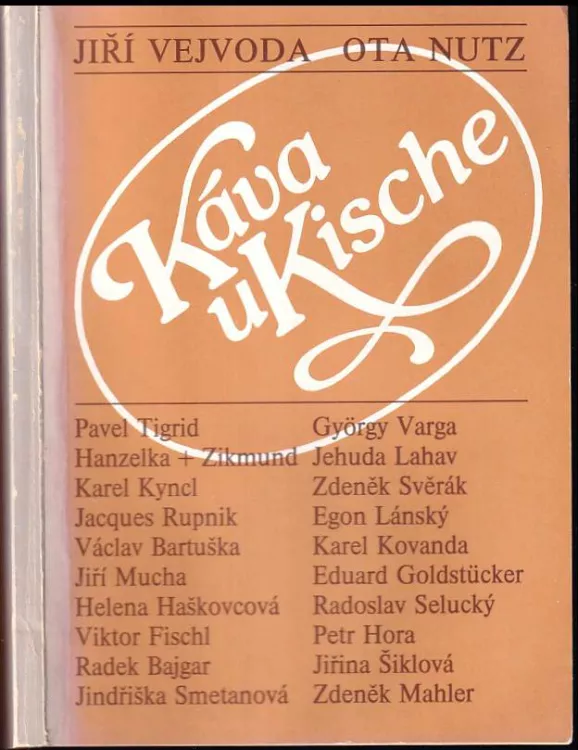 JIŘÍ VEJVODA OTA NUTZ
Káva
u Kische
Pavel Tigrid
Hanzelka + Zikmund
Karel Kyncl
Jacques Rupnik
Václav Bartuška
Jiří Mucha
Helena Haškovcová
Viktor Fischl
Radek Bajgar
Jindřiška Smetanová
György Varga
Jehuda Lahav
Zdeněk Svěrák
Egon Lánský
Karel Kovanda
Eduard Goldstücker
Radoslav Selucký
Petr Hora
Jiřina Šiklová
Zdeněk Mahler